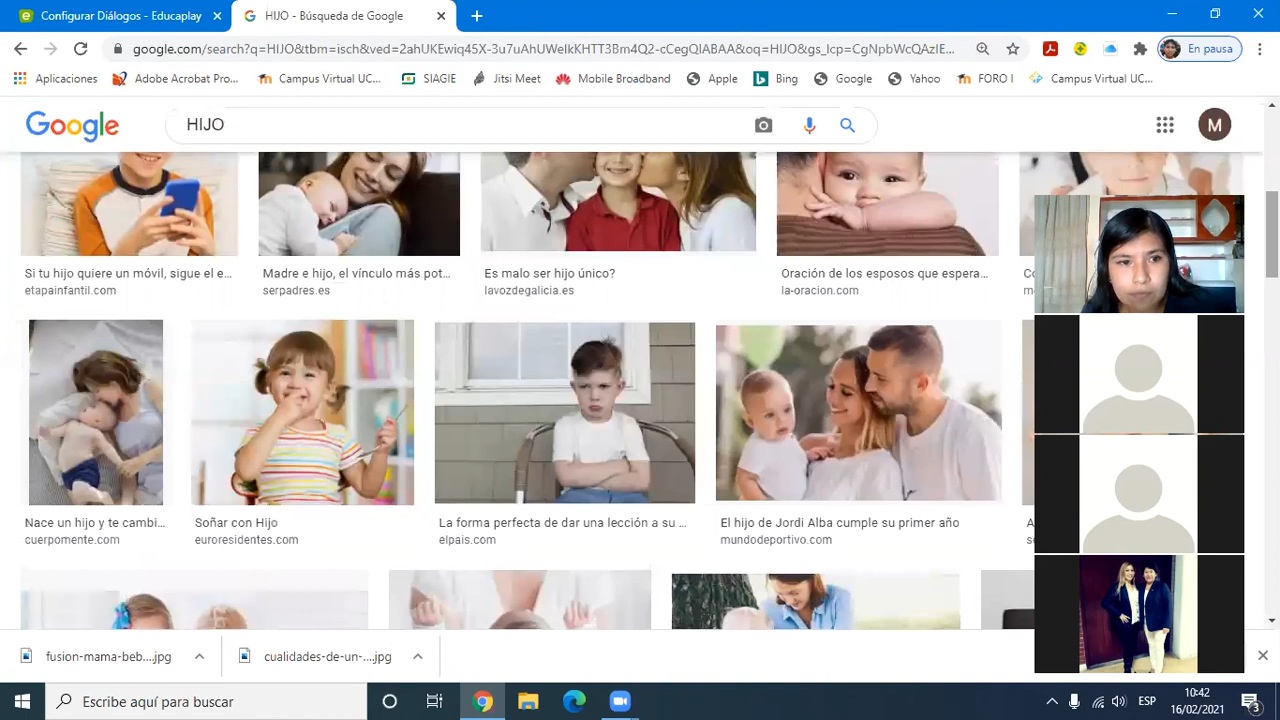 Configurar Diálogos - Educaplay
HIJO - Búsqueda de Google
google.com/search?q=HIJO&tbm=isch&ved=2ahUKEwiq45X-3u7uAhUWelkKHTT3Bm4Q2-cCegQIABAA&oq=HIJO&gs_lcp=CgNpbWcQAzIE...
En pausa
Aplicaciones
Adobe Acrobat Pro...
Campus Virtual UC...
SIAGIE
Jitsi Meet
Mobile Broadband
Apple
Bing
Google
Yahoo
FORO I
Campus Virtual UC...
Google
HIJO
M
Si tu hijo quiere un móvil, sigue el e...
etapainfantil.com
Madre e hijo, el vínculo más pot...
serpadres.es
Es malo ser hijo único?
lavozdegalicia.es
Oración de los esposos que espera...
la-oracion.com
Nace un hijo y te cambi...
cuerpomente.com
Soñar con Hijo
euroresidentes.com
La forma perfecta de dar una lección a su ...
elpais.com
El hijo de Jordi Alba cumple su primer año
mundodeportivo.com
fusion-mama-beb....jpg
cualidades-de-un-....jpg
Escribe aquí para buscar
ESP
10:42
16/02/2021
3